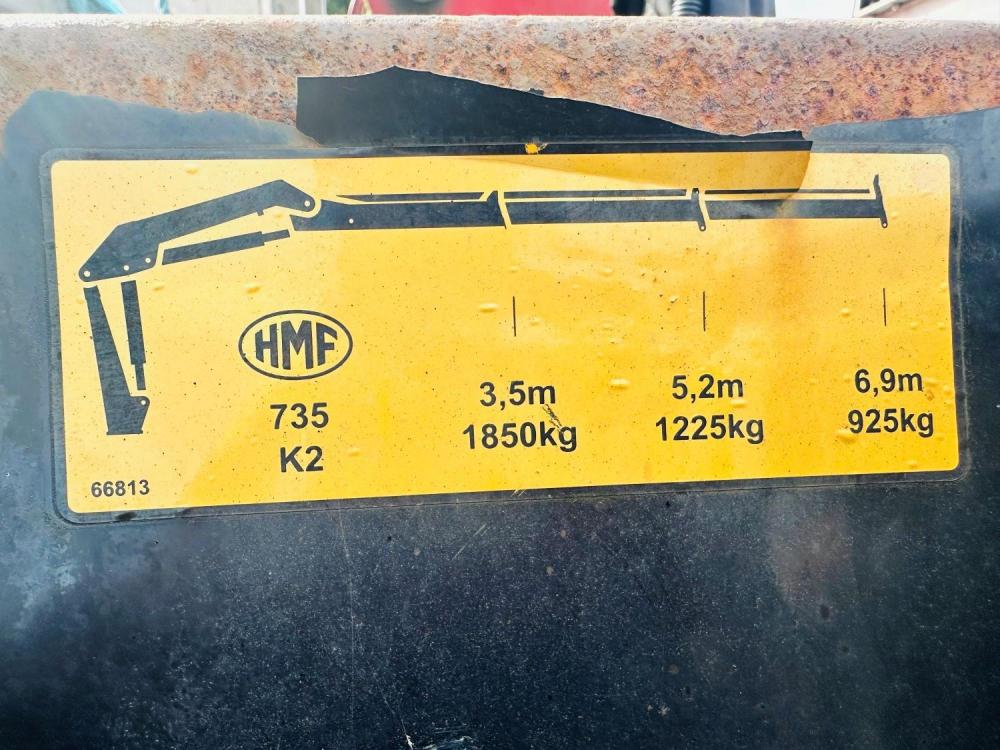 HMF
735
K2
66813
3,5m
1850kg
5,2m
1225kg
6,9m
925kg